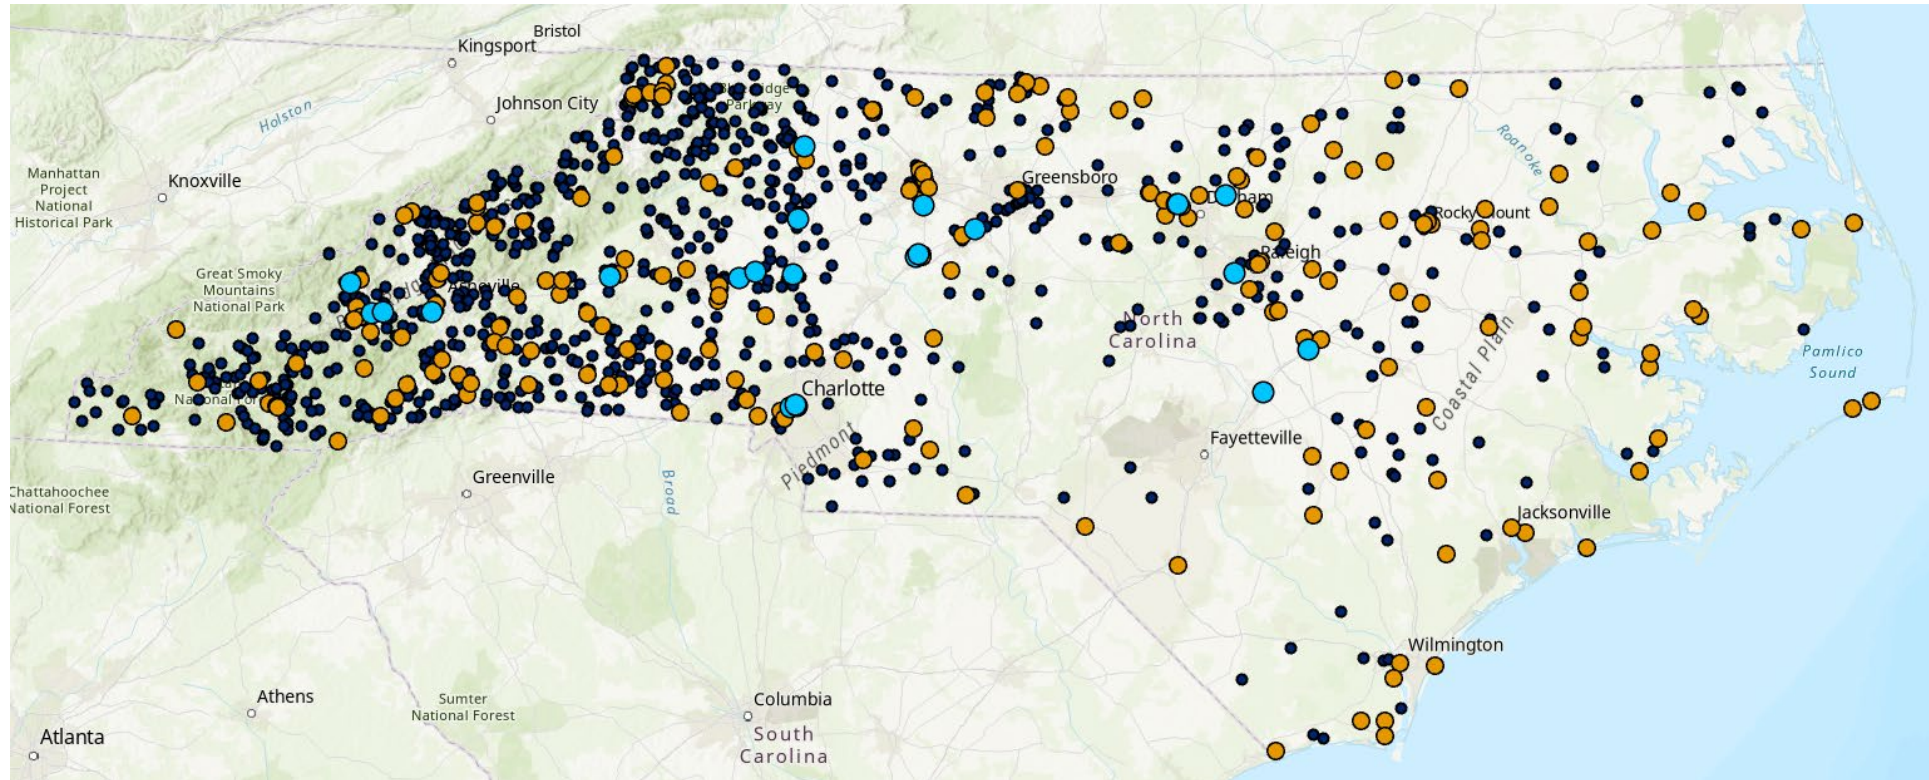 Bristol
Kingsport
Johnson City
Holston
Parkway
Manhattan
Project
National
Historical Park
Knoxville
Greensboro
Roanoke
Rocky Mount
Raleigh
Great Smoky
Mountains
National Park
Asheville
North
Carolina
Coastal Plain
Pamlico
Sound
Charlotte
Piedmont
Fayetteville
Greenville
Broad
Chattahoochee
National Forest
Jacksonville
Wilmington
Athens
Sumter
National Forest
Columbia
South
Carolina
Atlanta